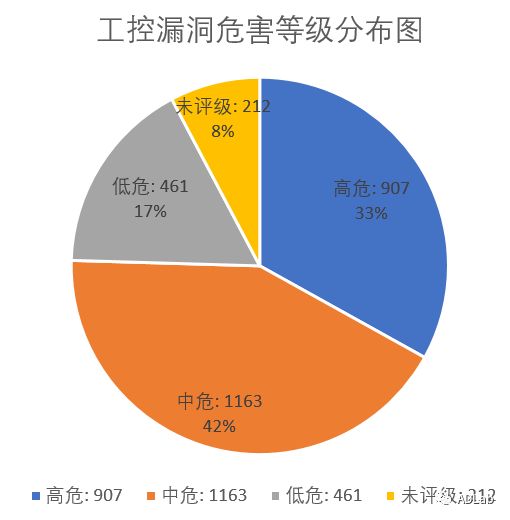 工控漏洞危害等级分布图
未评级: 212
8%
高危: 907
33%
低危: 461
17%
中危: 1163
42%
高危: 907 中危: 1163 低危: 461 未评级: 212